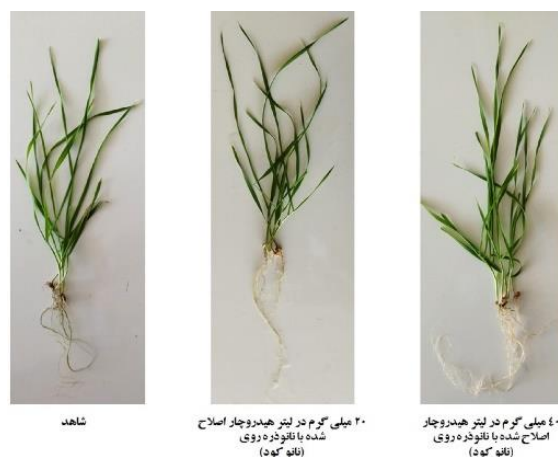 شاهد
۲۰ میلی گرم در لیتر هیدروچار اصلاح
شده با نانوذره روی
(نانو کود)
٤٠ میلی گرم در لیتر هیدروچار
اصلاح شده با نانوذره روی
(نانو کود)